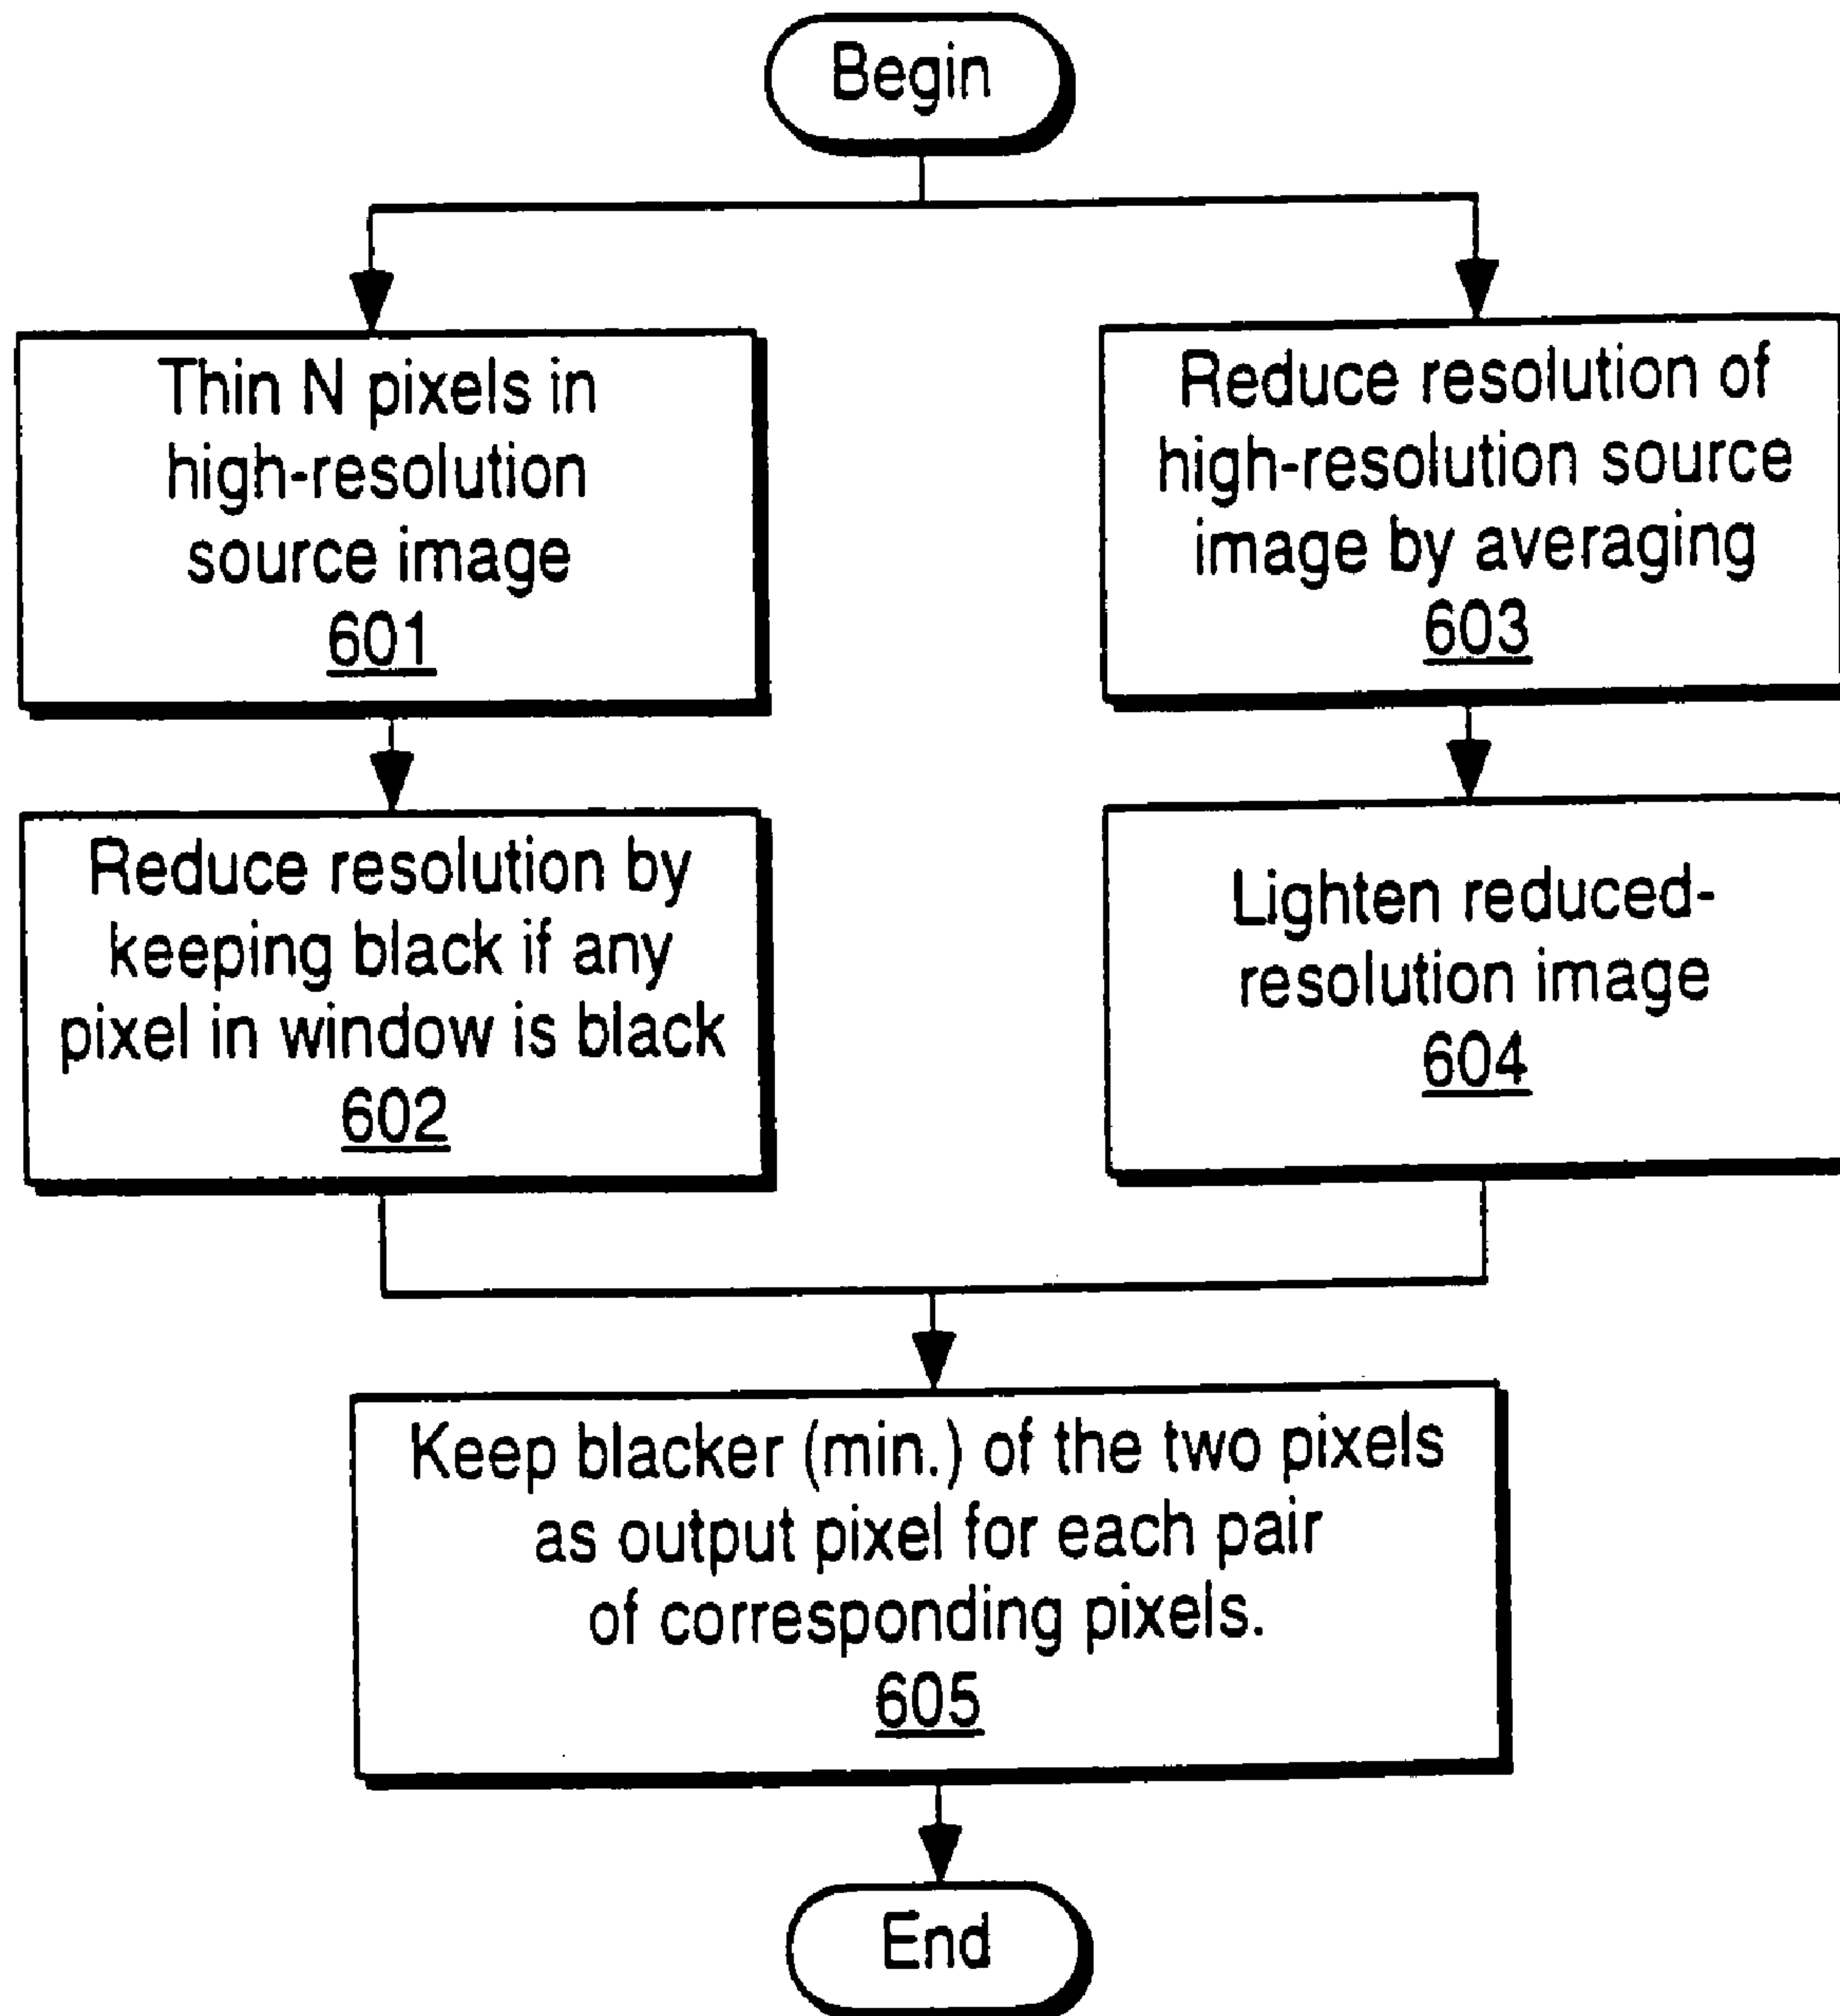 Begin
Thin N pixels in
high-resolution
source image
601
Reduce resolution by
keeping black if any
pixel in window is black
602
Reduce resolution of
high-resolution source
image by averaging
603
Lighten reduced-
resolution image
604
Keep blacker (min.) of the two pixels
as output pixel for each pair
of corresponding pixels.
605
End